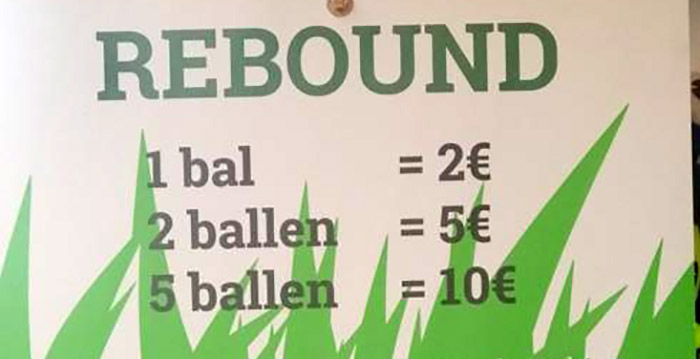 REBOUND
1 bal = 2€
2 ballen = 5€
5 ballen = 10€